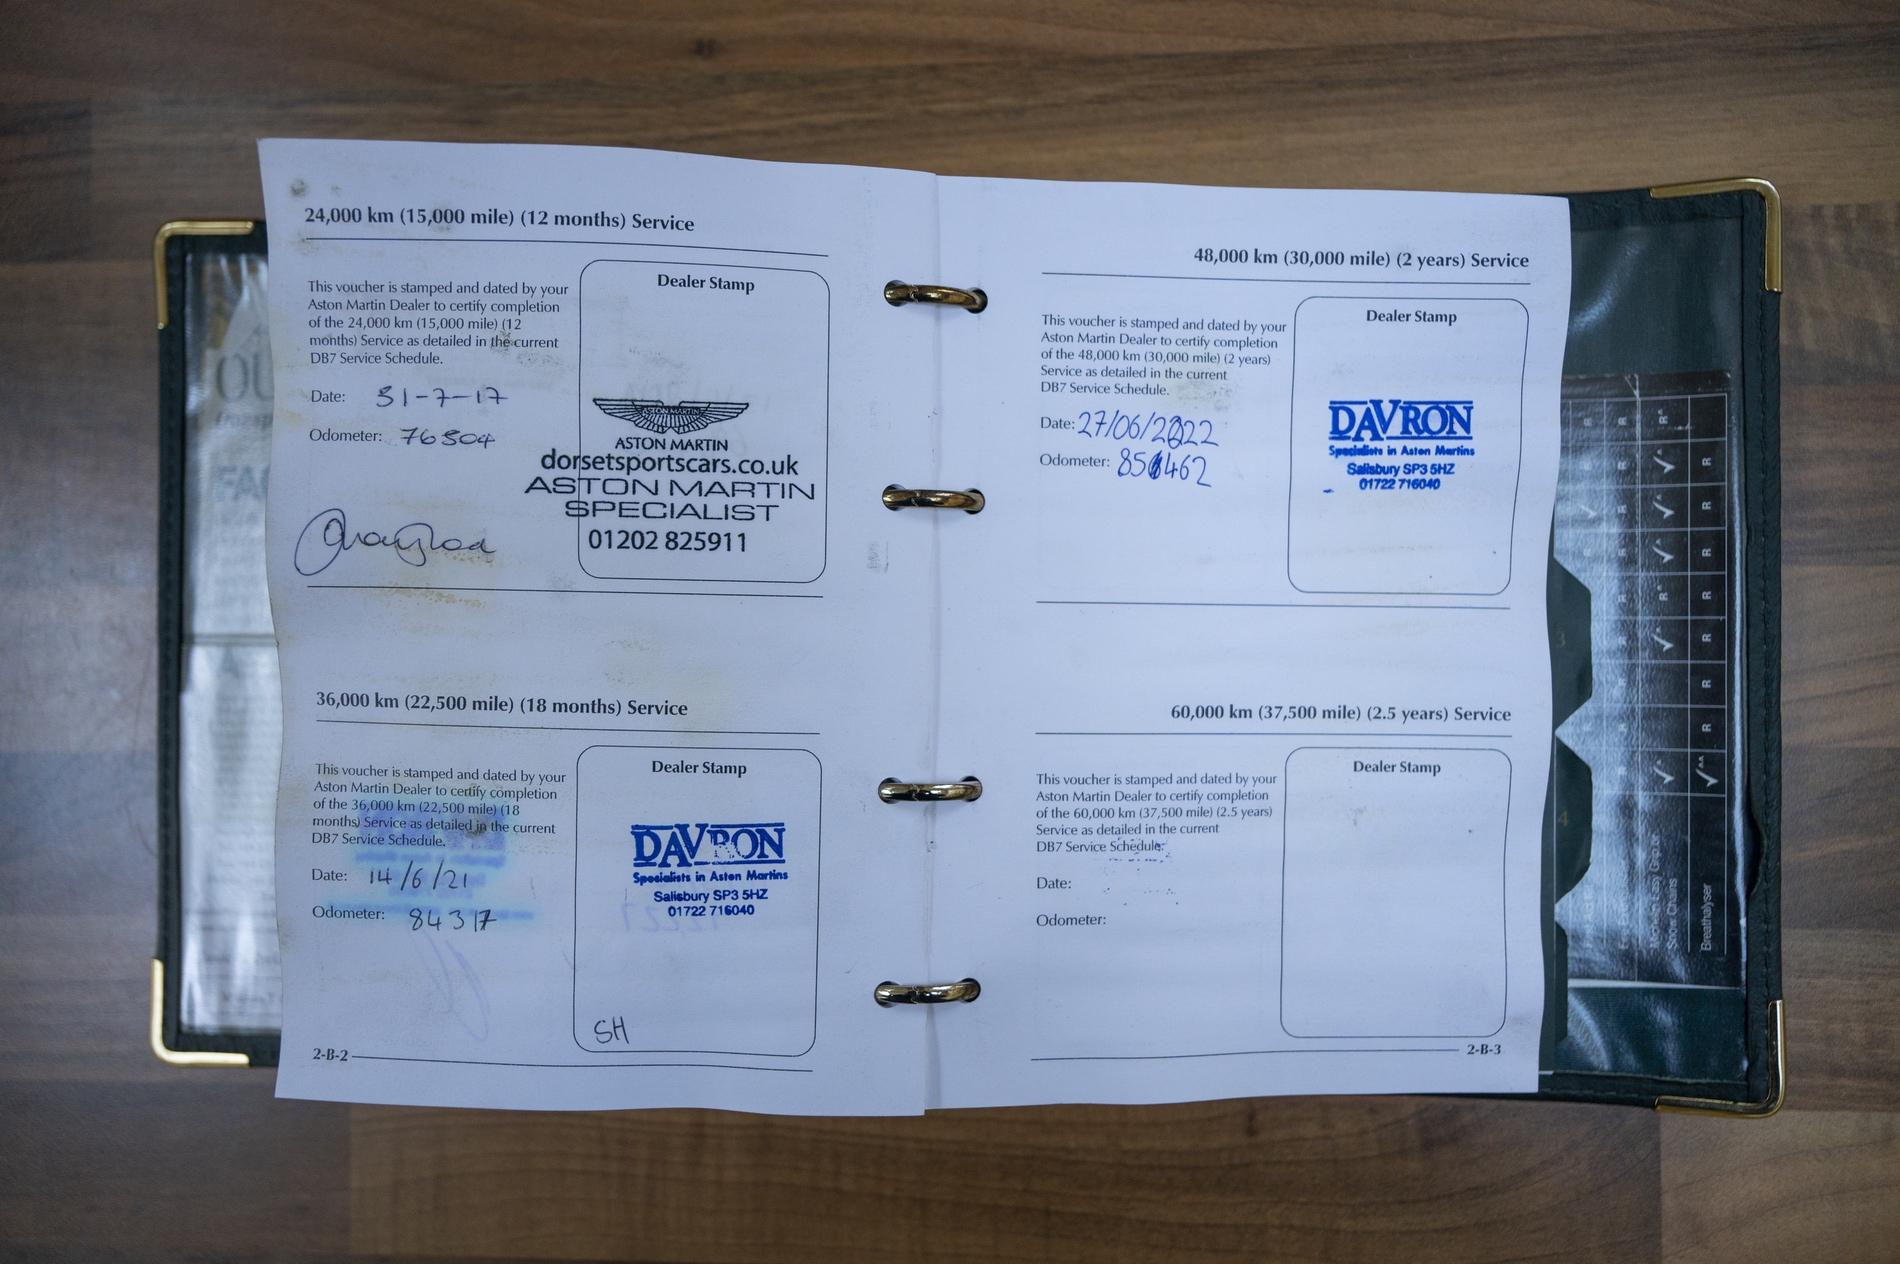 24,000 km (15,000 mile) (12 months) Service
This voucher is stamped and dated by your
Aston Martin Dealer to certify completion
of the 24,000 km (15,000 mile) (12
months) Service as detailed in the current
DB7 Service Schedule.
Date: 31-7-17
Odometer: 76304
Dealer Stamp
ASTON MARTIN
ASTON MARTIN
dorsetsportscars.co.uk
ASTON MARTIN
SPECIALIST
01202 825911
36,000 km (22,500 mile) (18 months) Service
This voucher is stamped and dated by your
Aston Martin Dealer to certify completion
of the 36,000 km (22,500 mile) (18
months) Service as detailed in the current
DB7 Service Schedule.
Date: 14/6/21
Odometer: 84317
Dealer Stamp
DAVRON
Specialists in Aston Martins
Salisbury SP3 5HZ
01722 716040
SH
2-B-2
48,000 km (30,000 mile) (2 years) Service
This voucher is stamped and dated by your
Aston Martin Dealer to certify completion
of the 48,000 km (30,000 mile) (2 years)
Service as detailed in the current
DB7 Service Schedule.
Date: 27/06/2022
Odometer:
Dealer Stamp
DAVRON
Specialists in Aston Martins
Salisbury SP3 5HZ
01722 716040
60,000 km (37,500 mile) (2.5 years) Service
This voucher is stamped and dated by your
Aston Martin Dealer to certify completion
of the 60,000 km (37,500 mile) (2.5 years)
Service as detailed in the current
DB7 Service Schedule.
Date:
Odometer:
Dealer Stamp
2-B-3
3
4
Snow Chains
Breathalyser